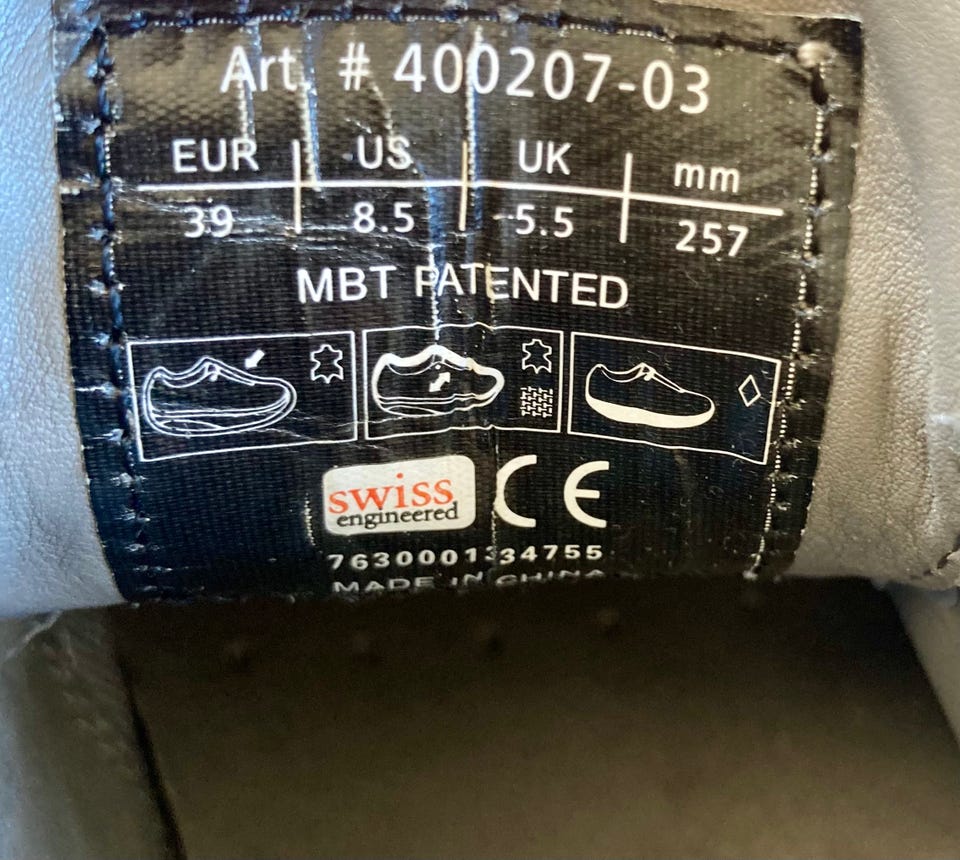 Art. # 400207-03
EUR US UK mm
39 8.5 5.5 257
MBT PATENTED
swiss
engineered
CE
7630001334755
MADE IN CHINA